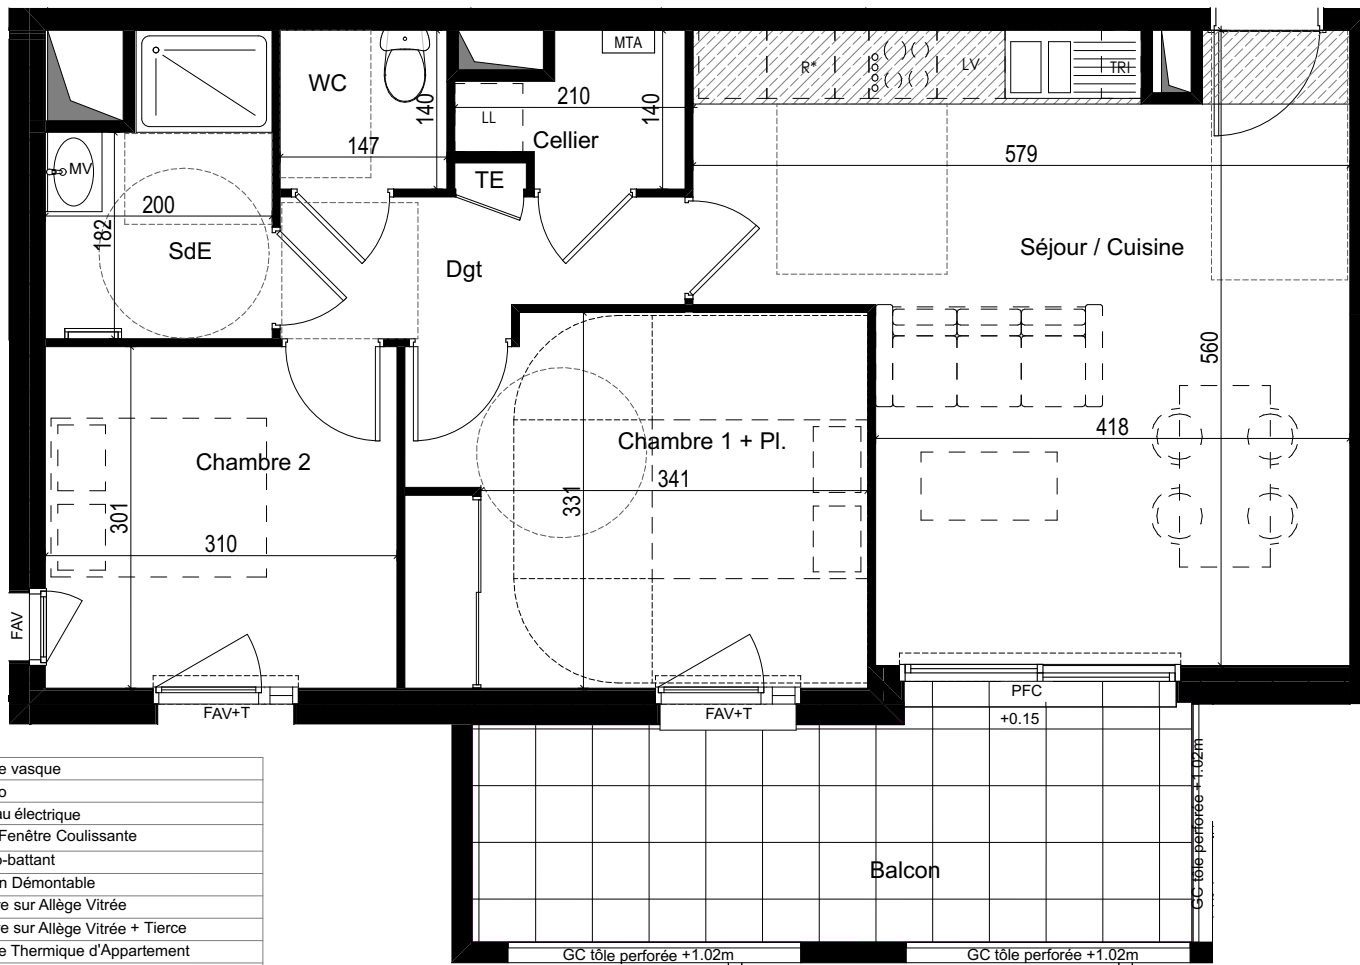 WC
140
147
MTA
210
140
LL
Cellier
TE
R*
LV
TRI
579
MV
200
182
SdE
Dgt
Séjour / Cuisine
560
418
Chambre 2
301
310
Chambre 1 + Pl.
341
331
FAV
FAV+T
FAV+T
PFC
+0.15
Balcon
GC tôle perforée +1.02m
GC tôle perforée +1.02m
GC tôle perforée +1.02m
e vasque
o
au électrique
Fenêtre Coulissante
o-battant
n Démontable
re sur Allège Vitrée
re sur Allège Vitrée + Tierce
e Thermique d'Appartement